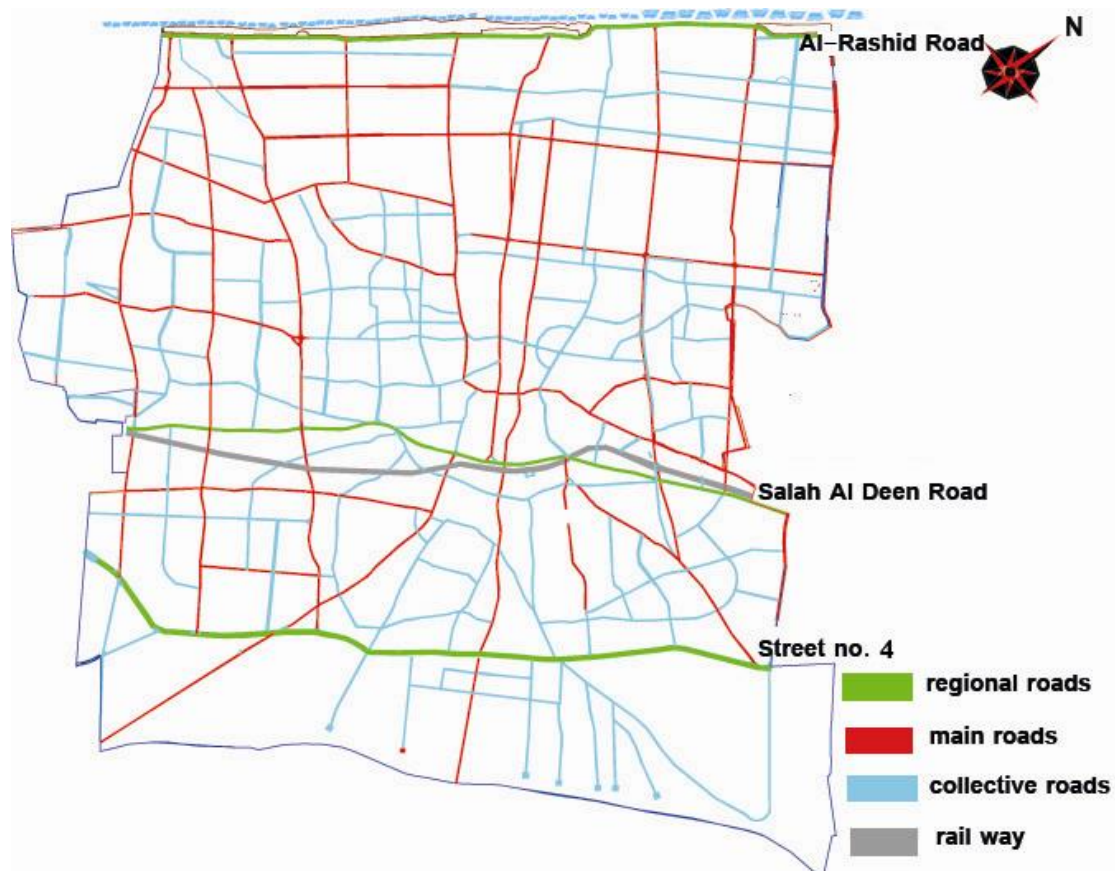 N
Al-Rashid Road
Salah Al Deen Road
Street no. 4
regional roads
main roads
collective roads
rail way